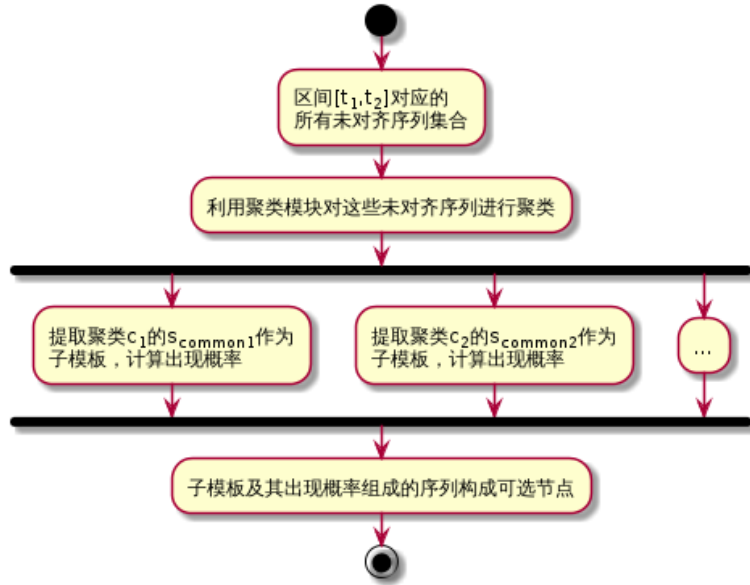 区间[t₁,t₂]对应的
所有未对齐序列集合
利用聚类模块对这些未对齐序列进行聚类
提取聚类c₁的s_common1作为
子模板，计算出现概率
提取聚类c₂的s_common2作为
子模板，计算出现概率
...
子模板及其出现概率组成的序列构成可选节点